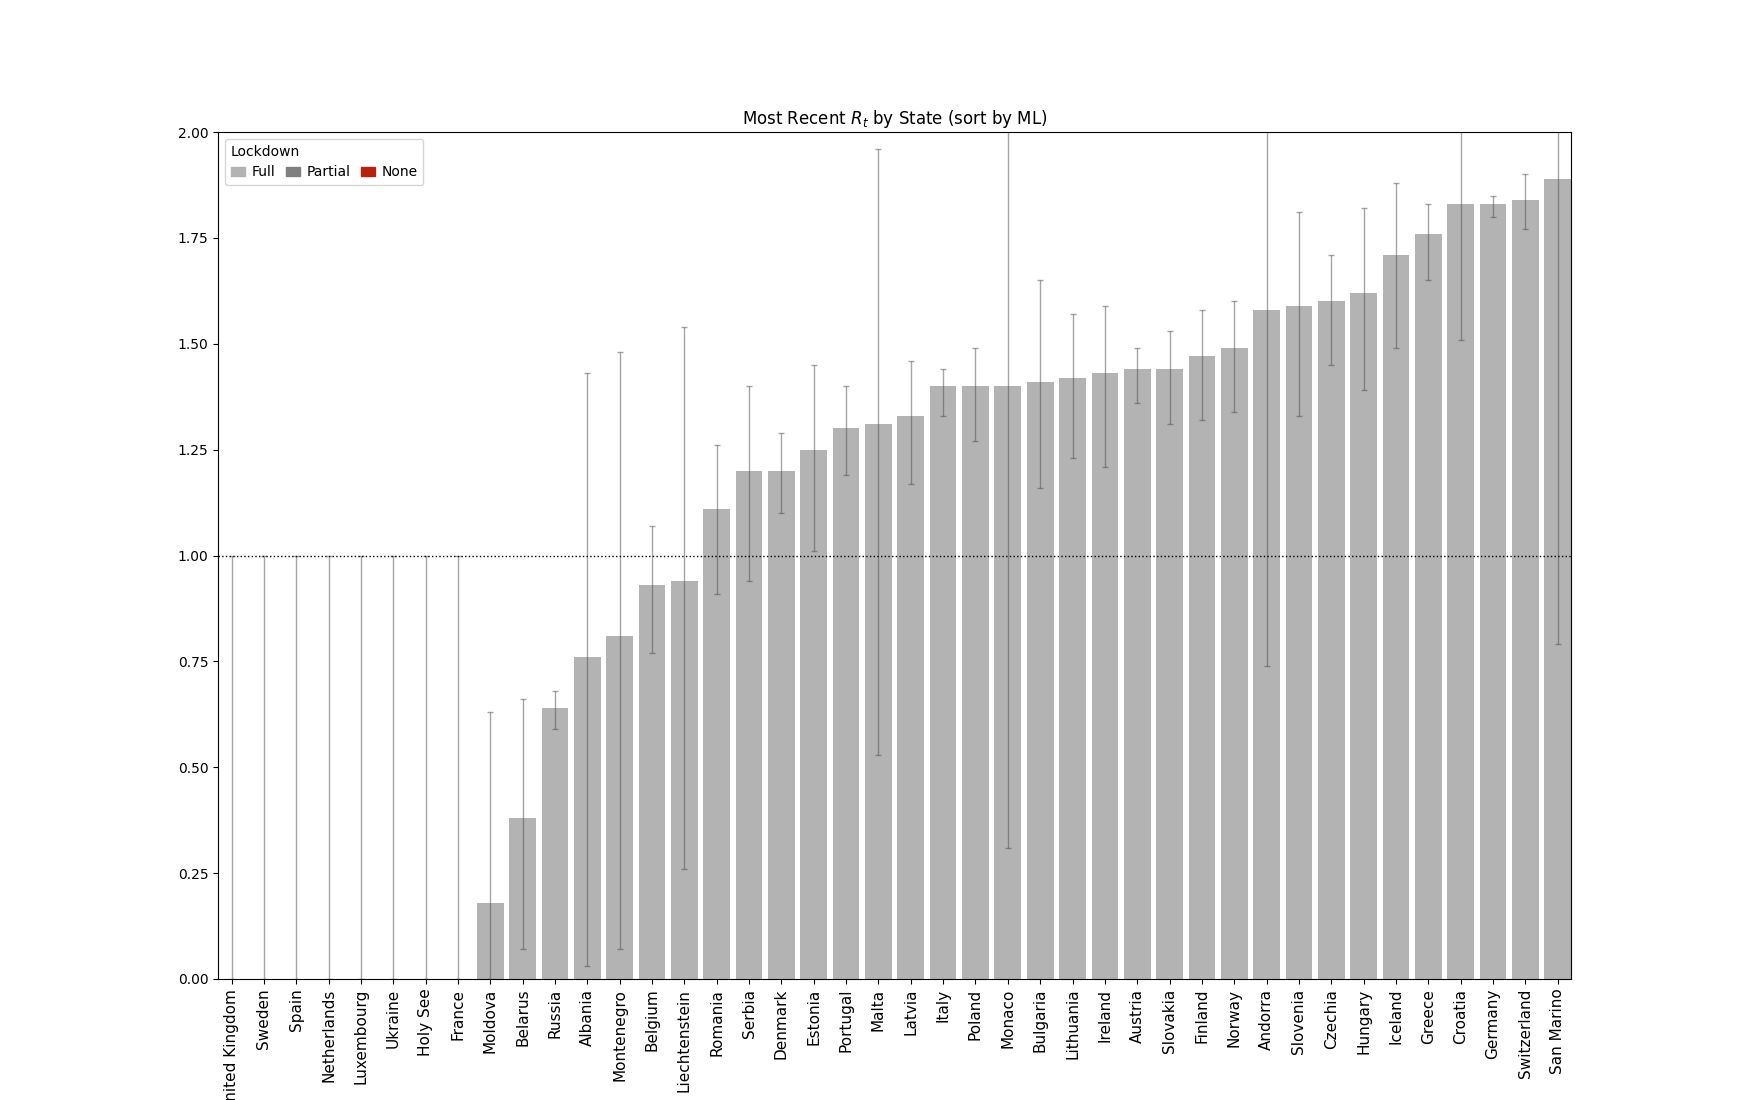 Most Recent Rt by State (sort by ML)
Lockdown
Full Partial None
2.00
1.75
1.50
1.25
1.00
0.75
0.50
0.25
0.00
nited Kingdom
Sweden
Spain
Netherlands
Luxembourg
Ukraine
Holy See
France
Moldova
Belarus
Russia
Albania
Montenegro
Belgium
Liechtenstein
Romania
Serbia
Denmark
Estonia
Portugal
Malta
Latvia
Italy
Poland
Monaco
Bulgaria
Lithuania
Ireland
Austria
Slovakia
Finland
Norway
Andorra
Slovenia
Czechia
Hungary
Iceland
Greece
Croatia
Germany
Switzerland
San Marino